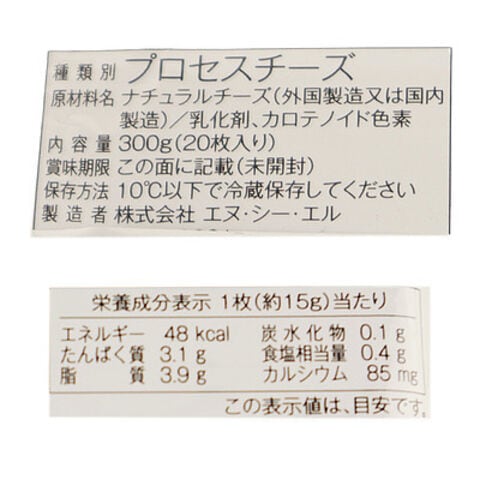 種類別 プロセスチーズ
原材料名 ナチュラルチーズ(外国製造又は国内
製造)/乳化剤、カロテノイド色素
内容量 300g(20枚入り)
賞味期限 この面に記載(未開封)
保存方法 10℃以下で冷蔵保存してください
製造者 株式会社 エヌ・シー・エル
栄養成分表示 1枚(約15g)当たり
エネルギー 48 kcal 炭水化物 0.1 g
たんぱく質 3.1 g 食塩相当量 0.4 g
脂質 3.9 g カルシウム 85 mg
この表示値は、目安です。